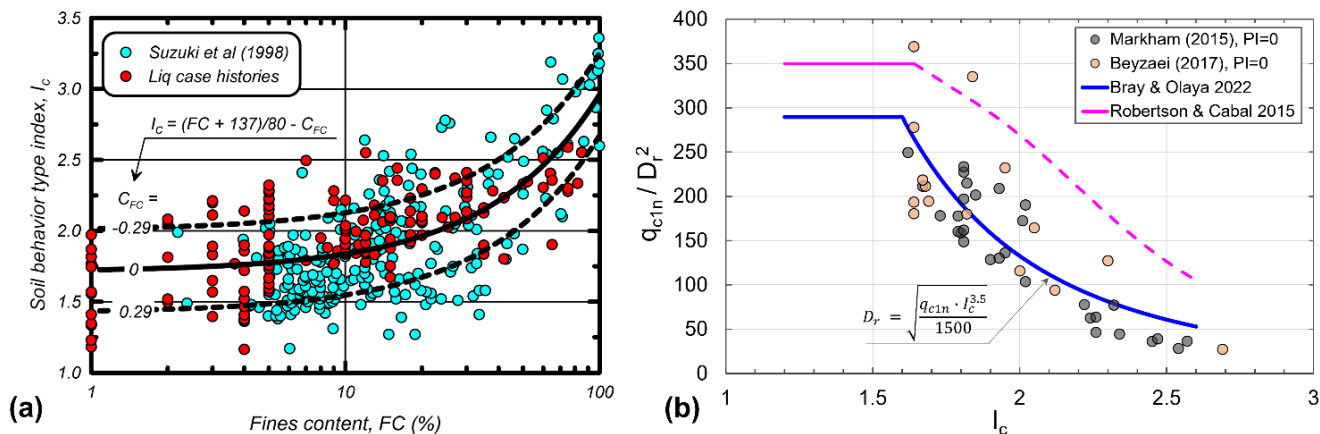 Soil behavior type index, I_c
3.5
3.0
2.5
2.0
1.5
1.0
Suzuki et al (1998)
Liq case histories
I_c = (FC + 137)/80 - C_FC
C_FC =
-0.29
0
0.29
1
10
100
Fines content, FC (%)
(a)
q_c1n / D_r^2
400
350
300
250
200
150
100
50
0
Markham (2015), PI=0
Beyzaei (2017), PI=0
Bray & Olaya 2022
Robertson & Cabal 2015
D_r = √(q_c1n · I_c^3.5 / 1500)
1
1.5
2
2.5
3
I_c
(b)